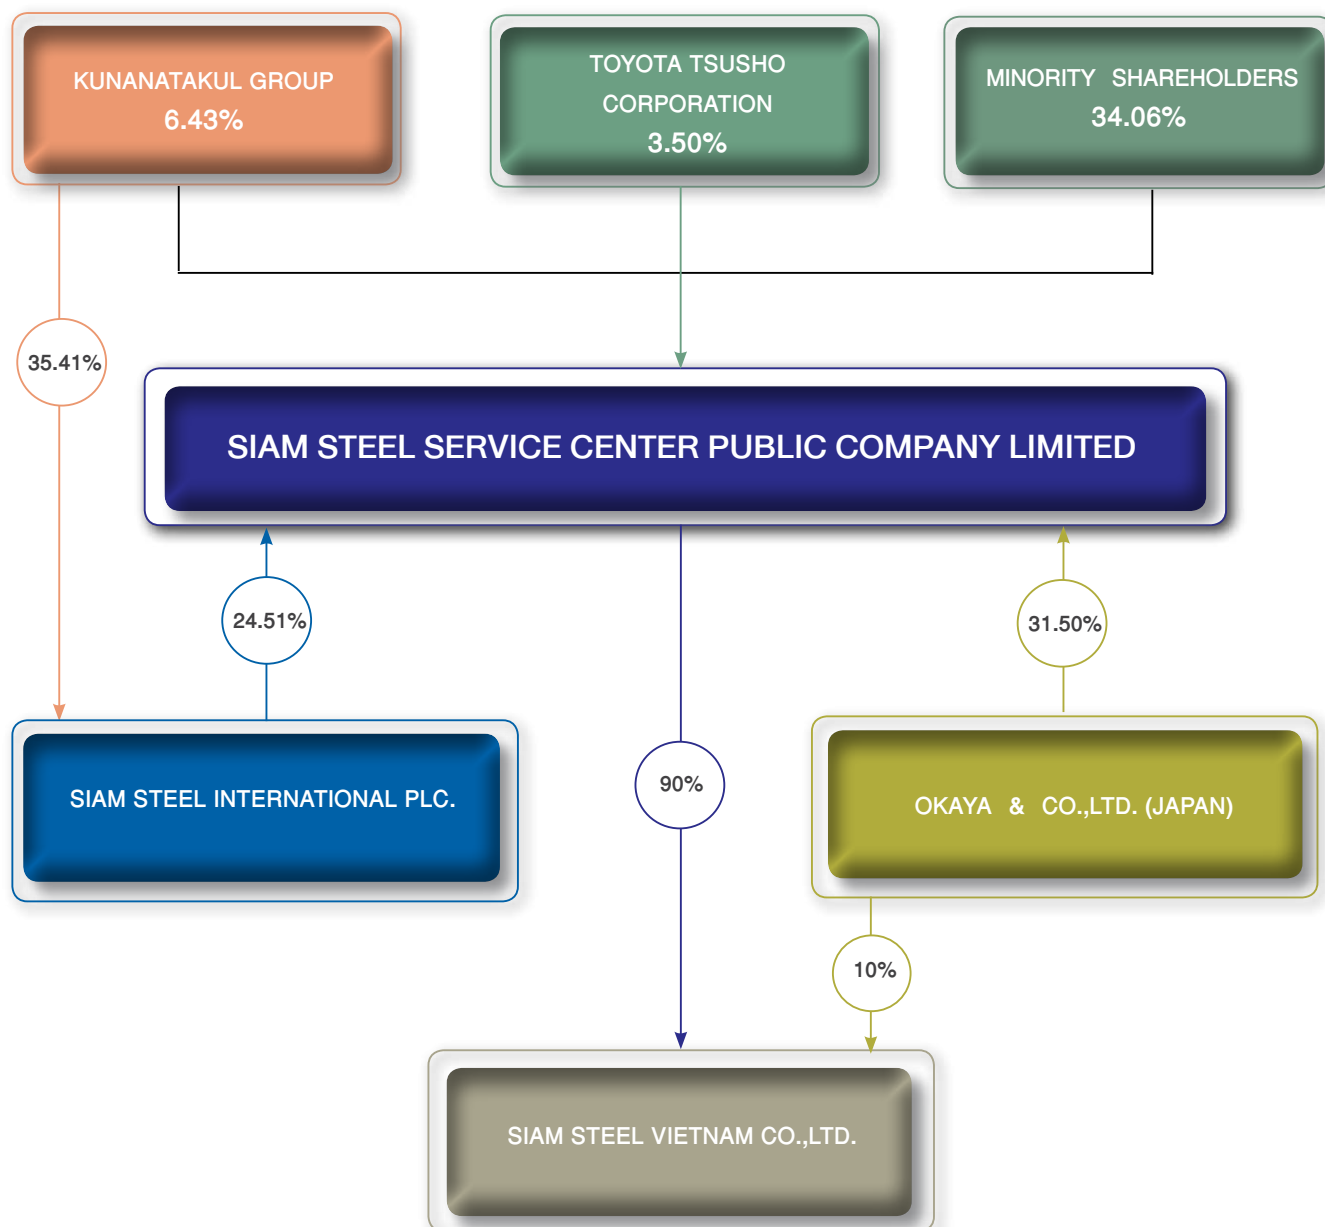 KUNANATAKUL GROUP
6.43%
TOYOTA TSUSHO
CORPORATION
3.50%
MINORITY SHAREHOLDERS
34.06%
35.41%
SIAM STEEL SERVICE CENTER PUBLIC COMPANY LIMITED
24.51%
31.50%
90%
SIAM STEEL INTERNATIONAL PLC.
OKAYA & CO.,LTD. (JAPAN)
10%
SIAM STEEL VIETNAM CO.,LTD.